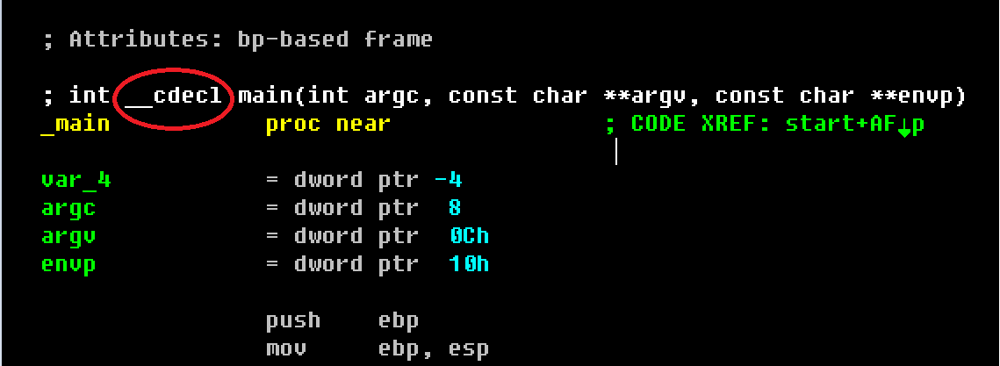 ; Attributes: bp-based frame
; int __cdecl main(int argc, const char **argv, const char **envp)
_main proc near ; CODE XREF: start+AF↓p
var_4 = dword ptr -4
argc = dword ptr 8
argv = dword ptr 0Ch
envp = dword ptr 10h
push ebp
mov ebp, esp